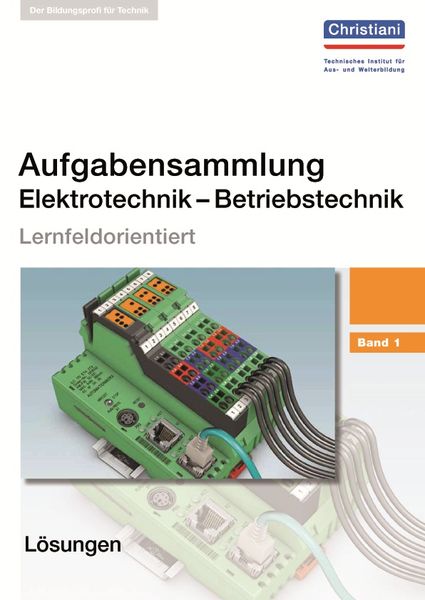 Der Bildungsprofi für Technik
Christiani
Technisches Institut für
Aus- und Weiterbildung
Aufgabensammlung
Elektrotechnik – Betriebstechnik
Lernfeldorientiert
Band 1
Lösungen